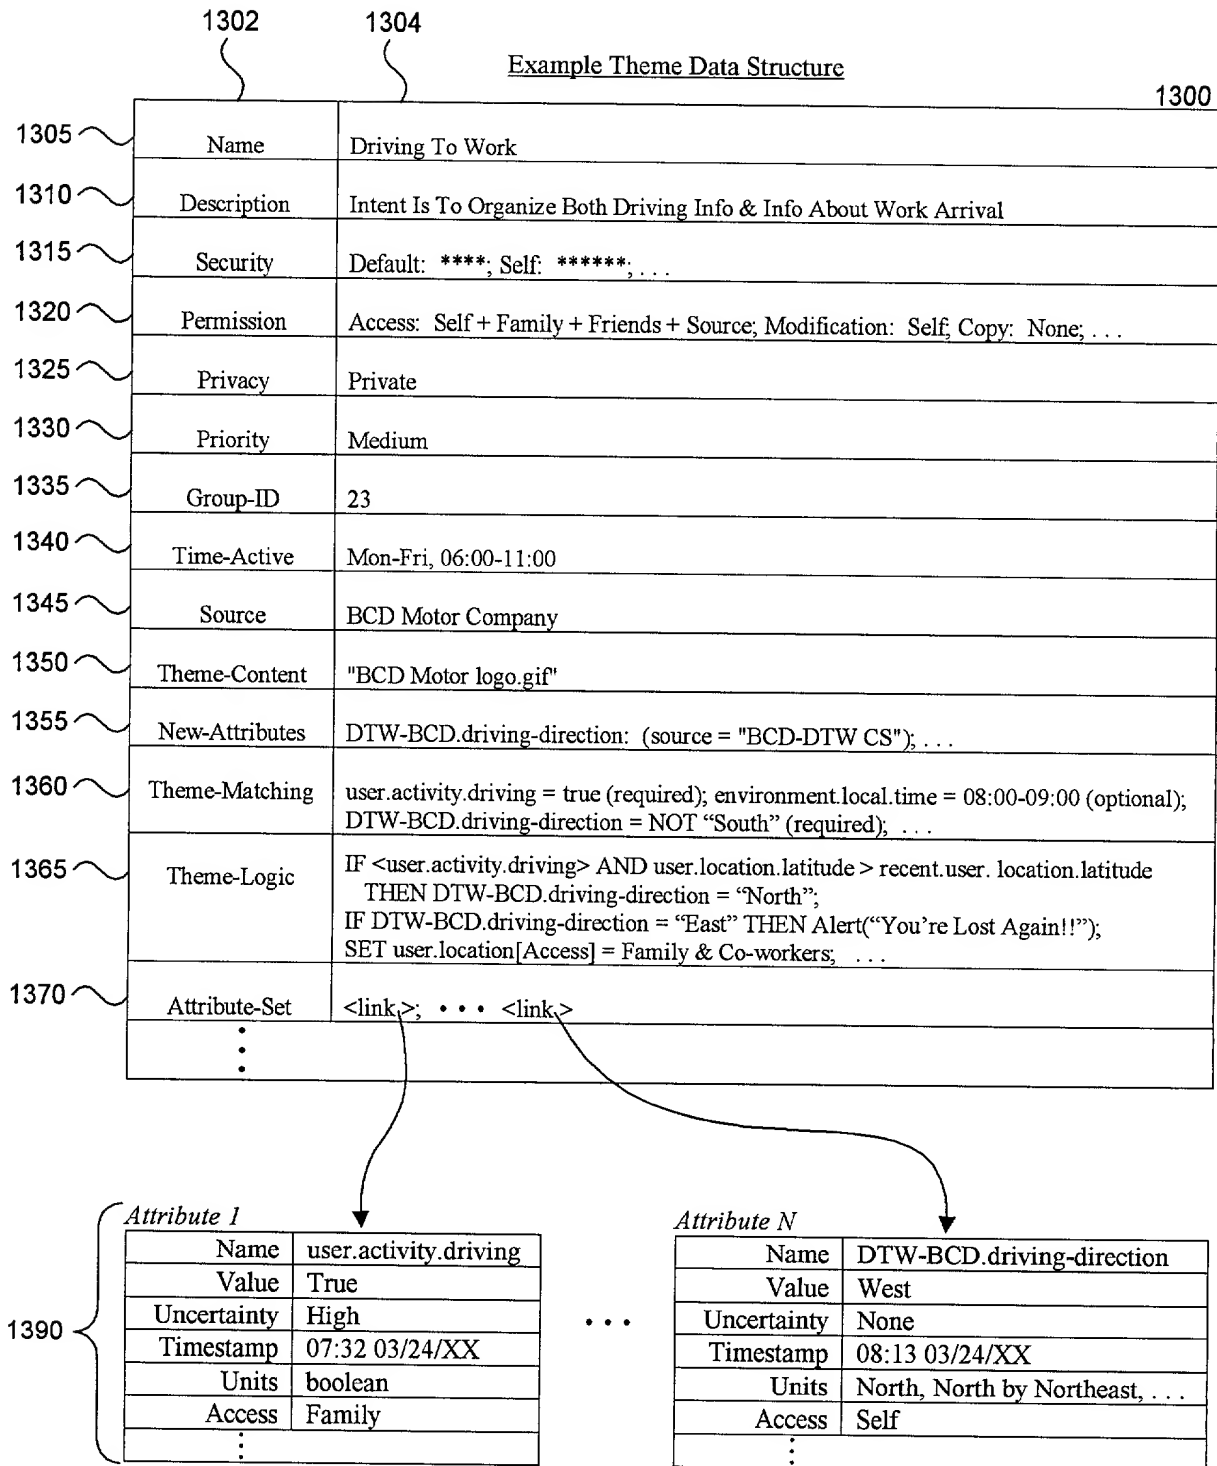 1302 1304
Example Theme Data Structure
1300
1305 Name Driving To Work
1310 Description Intent Is To Organize Both Driving Info & Info About Work Arrival
1315 Security Default: ****; Self: ******; . . .
1320 Permission Access: Self + Family + Friends + Source; Modification: Self; Copy: None; . . .
1325 Privacy Private
1330 Priority Medium
1335 Group-ID 23
1340 Time-Active Mon-Fri, 06:00-11:00
1345 Source BCD Motor Company
1350 Theme-Content "BCD Motor logo.gif"
1355 New-Attributes DTW-BCD.driving-direction: (source = "BCD-DTW CS"); . . .
1360 Theme-Matching user.activity.driving = true (required); environment.local.time = 08:00-09:00 (optional);
DTW-BCD.driving-direction = NOT “South” (required); . . .
1365 Theme-Logic IF <user.activity.driving> AND user.location.latitude > recent.user. location.latitude
THEN DTW-BCD.driving-direction = “North”;
IF DTW-BCD.driving-direction = “East” THEN Alert(“You’re Lost Again!!”);
SET user.location[Access] = Family & Co-workers; . . .
1370 Attribute-Set <link>; • • • <link>
Attribute 1
Name user.activity.driving
Value True
Uncertainty High
Timestamp 07:32 03/24/XX
Units boolean
Access Family
1390
Attribute N
Name DTW-BCD.driving-direction
Value West
Uncertainty None
Timestamp 08:13 03/24/XX
Units North, North by Northeast, . . .
Access Self